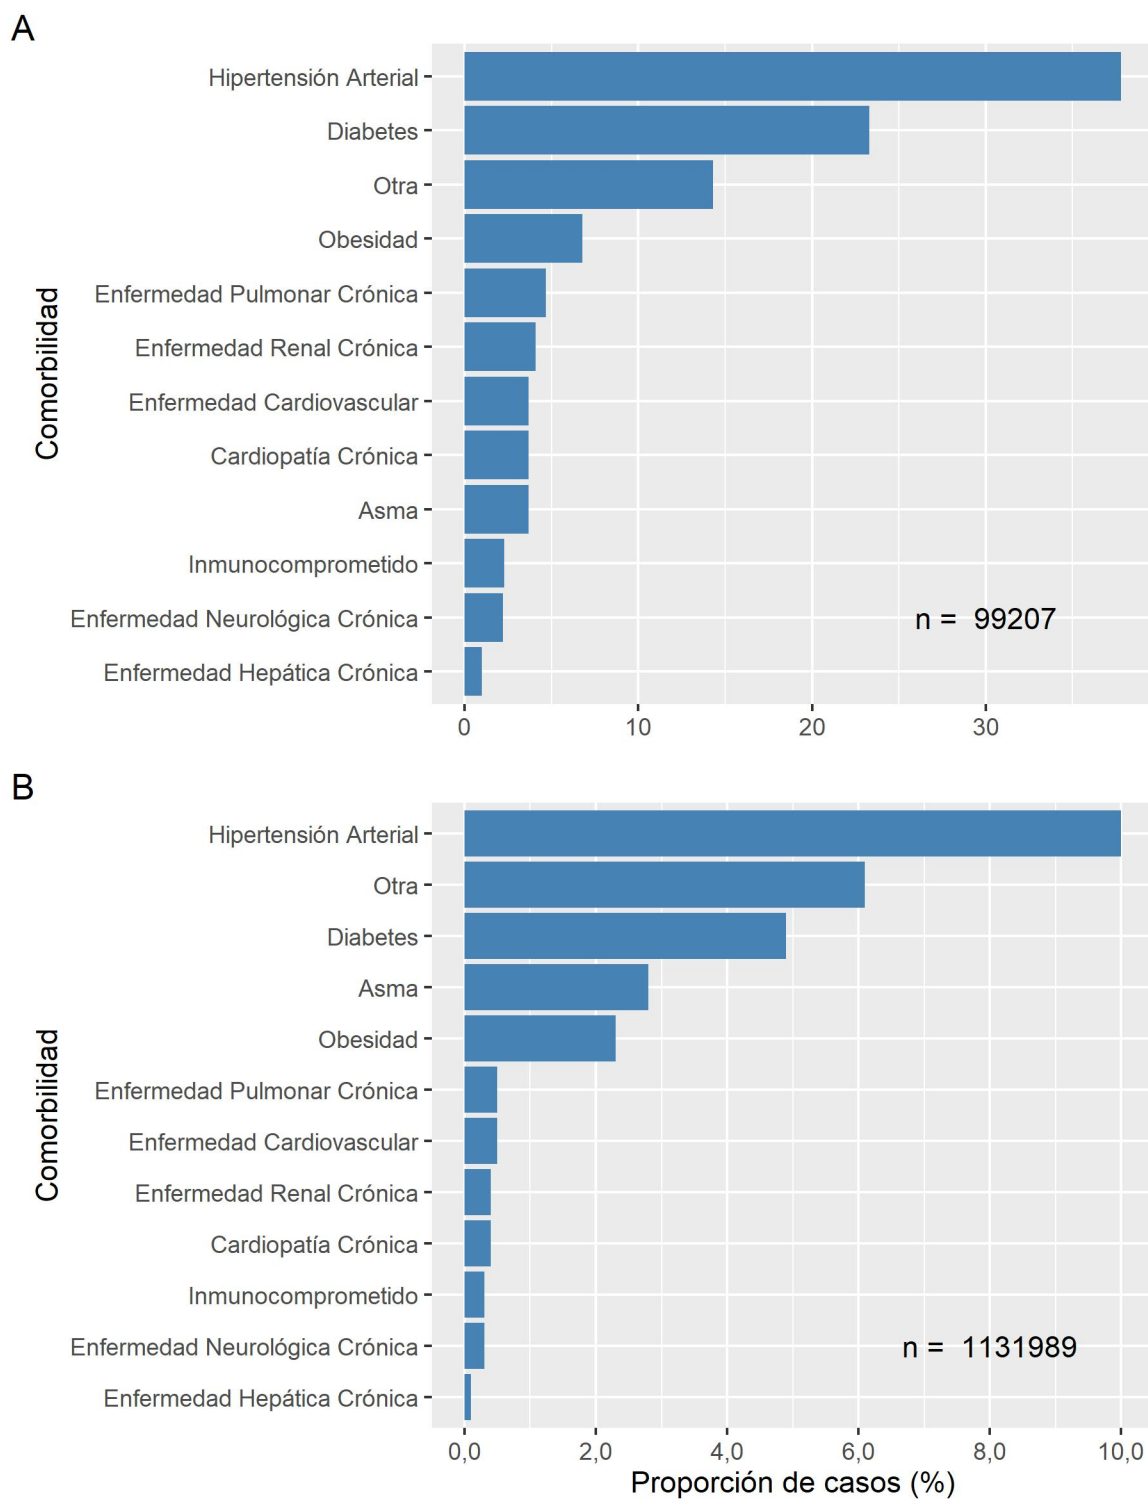 A
Hipertensión Arterial
Diabetes
Otra
Obesidad
Enfermedad Pulmonar Crónica
Enfermedad Renal Crónica
Enfermedad Cardiovascular
Cardiopatía Crónica
Asma
Inmunocomprometido
Enfermedad Neurológica Crónica
Enfermedad Hepática Crónica
Comorbilidad
n = 99207
0 10 20 30
B
Hipertensión Arterial
Otra
Diabetes
Asma
Obesidad
Enfermedad Pulmonar Crónica
Enfermedad Cardiovascular
Enfermedad Renal Crónica
Cardiopatía Crónica
Inmunocomprometido
Enfermedad Neurológica Crónica
Enfermedad Hepática Crónica
Comorbilidad
n = 1131989
0,0 2,0 4,0 6,0 8,0 10,0
Proporción de casos (%)